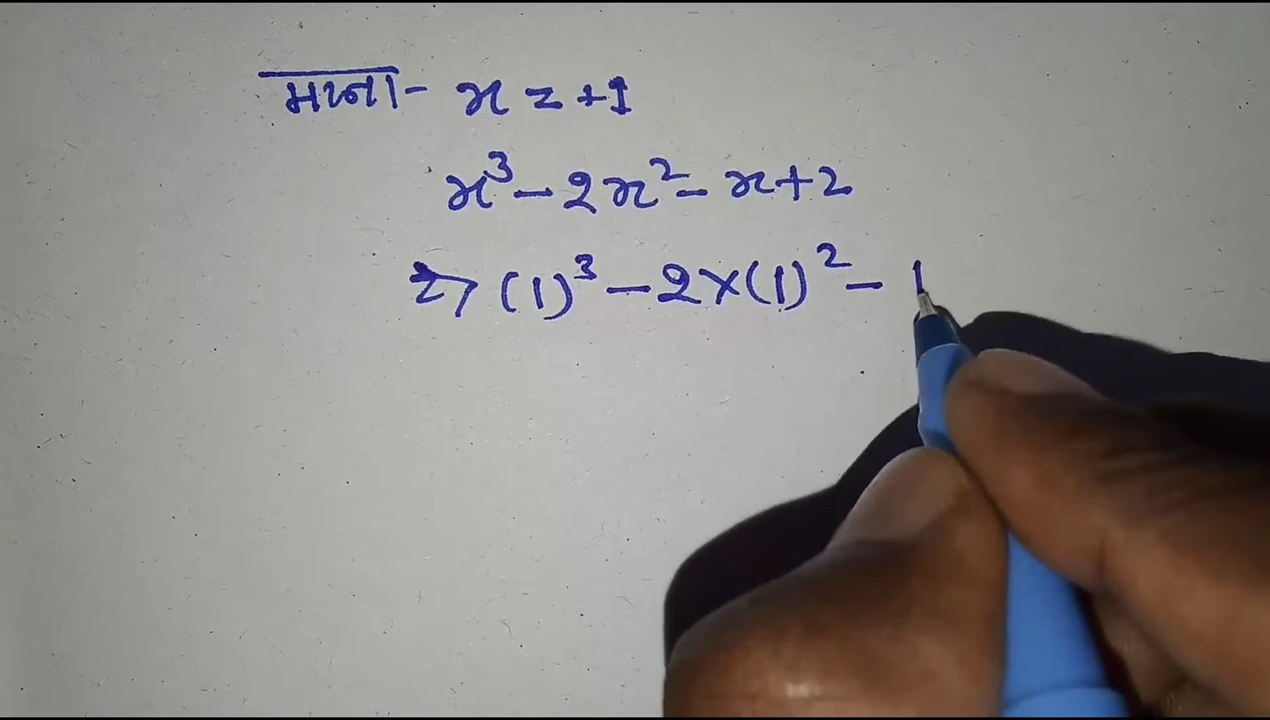 माना- x = +1
x³ - 2x² - x + 2
⇒ (1)³ - 2×(1)² - 1